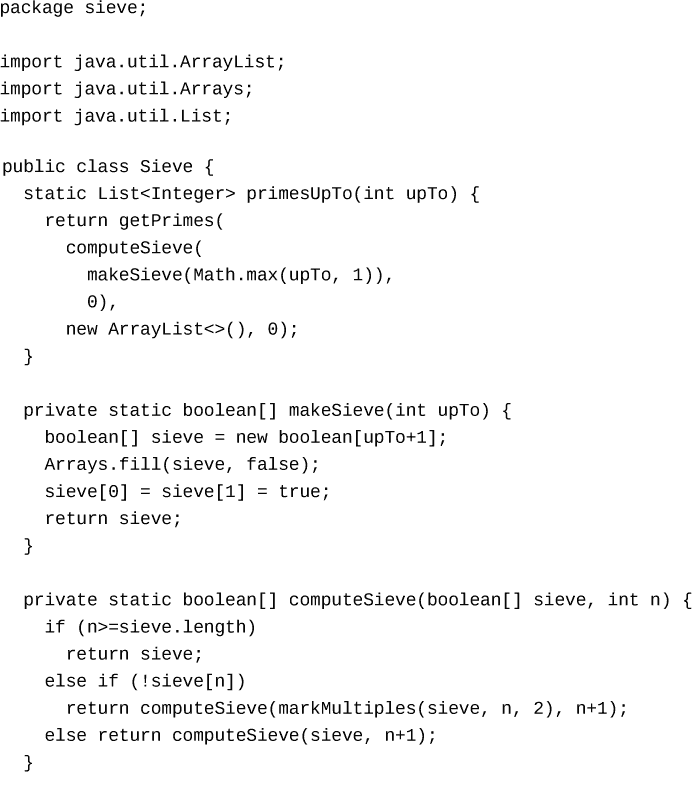 package sieve;

import java.util.ArrayList;
import java.util.Arrays;
import java.util.List;

public class Sieve {
  static List<Integer> primesUpTo(int upTo) {
    return getPrimes(
      computeSieve(
        makeSieve(Math.max(upTo, 1)),
        0),
      new ArrayList<>(), 0);
  }

  private static boolean[] makeSieve(int upTo) {
    boolean[] sieve = new boolean[upTo+1];
    Arrays.fill(sieve, false);
    sieve[0] = sieve[1] = true;
    return sieve;
  }

  private static boolean[] computeSieve(boolean[] sieve, int n) {
    if (n>=sieve.length)
      return sieve;
    else if (!sieve[n])
      return computeSieve(markMultiples(sieve, n, 2), n+1);
    else return computeSieve(sieve, n+1);
  }